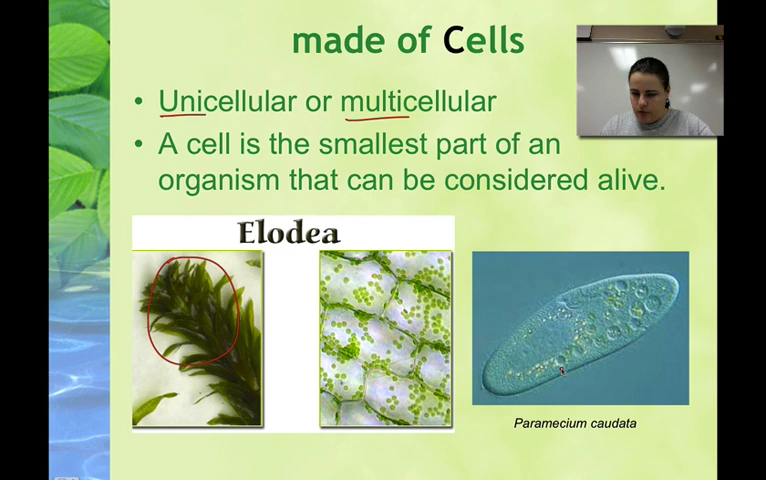 made of Cells
• Unicellular or multicellular
• A cell is the smallest part of an
organism that can be considered alive.
Elodea
Paramecium caudata